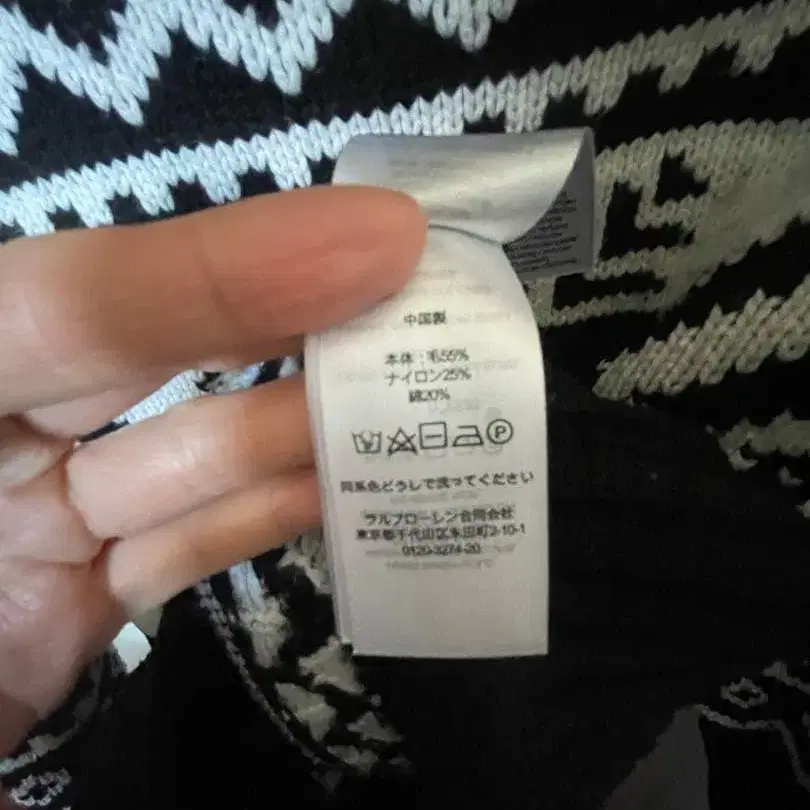 中国製
本体：毛55%
ナイロン25%
綿20%
P
同系色どうしで洗ってください
ラルフローレン合同会社
東京都千代田区永田町2-10-1
0120-3274-20